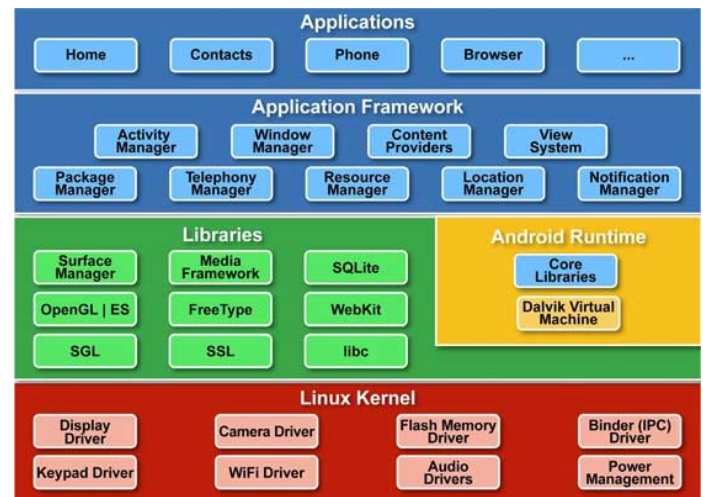 Applications
Home
Contacts
Phone
Browser
...
Application Framework
Activity
Manager
Window
Manager
Content
Providers
View
System
Package
Manager
Telephony
Manager
Resource
Manager
Location
Manager
Notification
Manager
Libraries
Surface
Manager
Media
Framework
SQLite
OpenGL | ES
FreeType
WebKit
SGL
SSL
libc
Android Runtime
Core
Libraries
Dalvik Virtual
Machine
Linux Kernel
Display
Driver
Camera Driver
Flash Memory
Driver
Binder (IPC)
Driver
Keypad Driver
WiFi Driver
Audio
Drivers
Power
Management